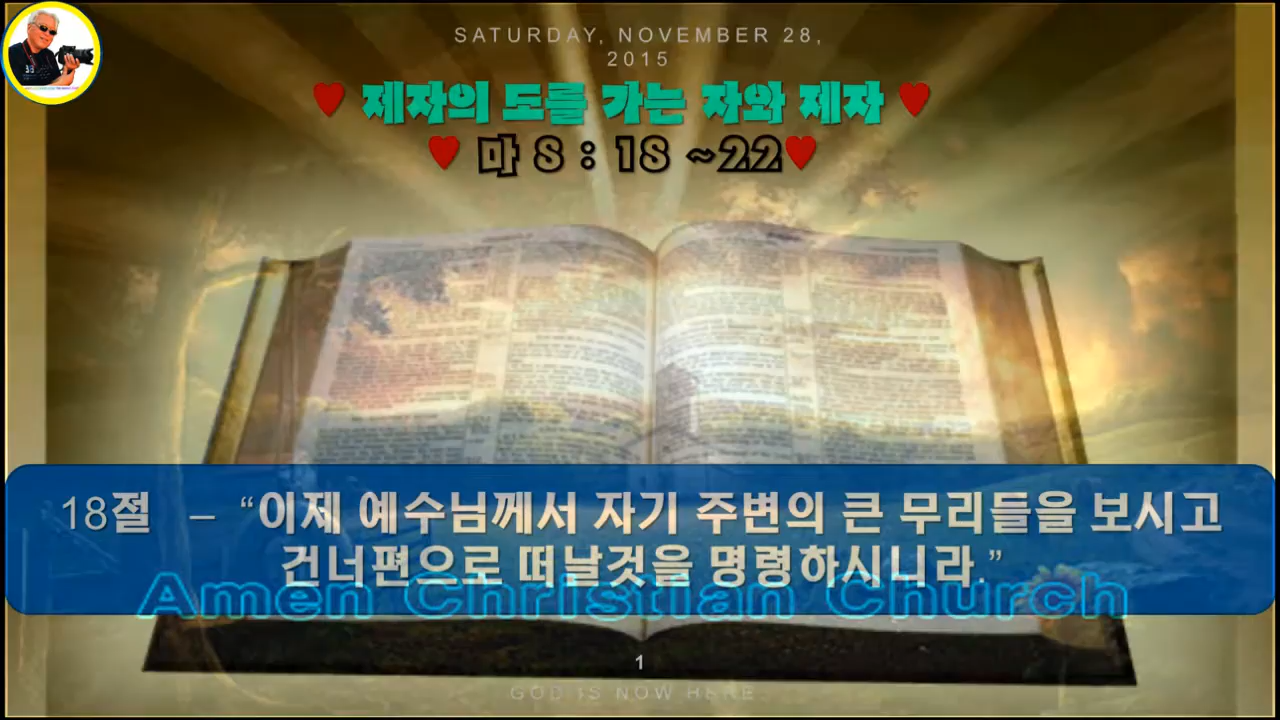 SATURDAY, NOVEMBER 28,
2015
♥ 제자의 도를 가는 자와 제자 ♥
♥ 마 8 : 18 ~22♥
18절 – “이제 예수님께서 자기 주변의 큰 무리들을 보시고
건너편으로 떠날것을 명령하시니라.”
Amen Christian Church
1
GOD IS NOW HERE